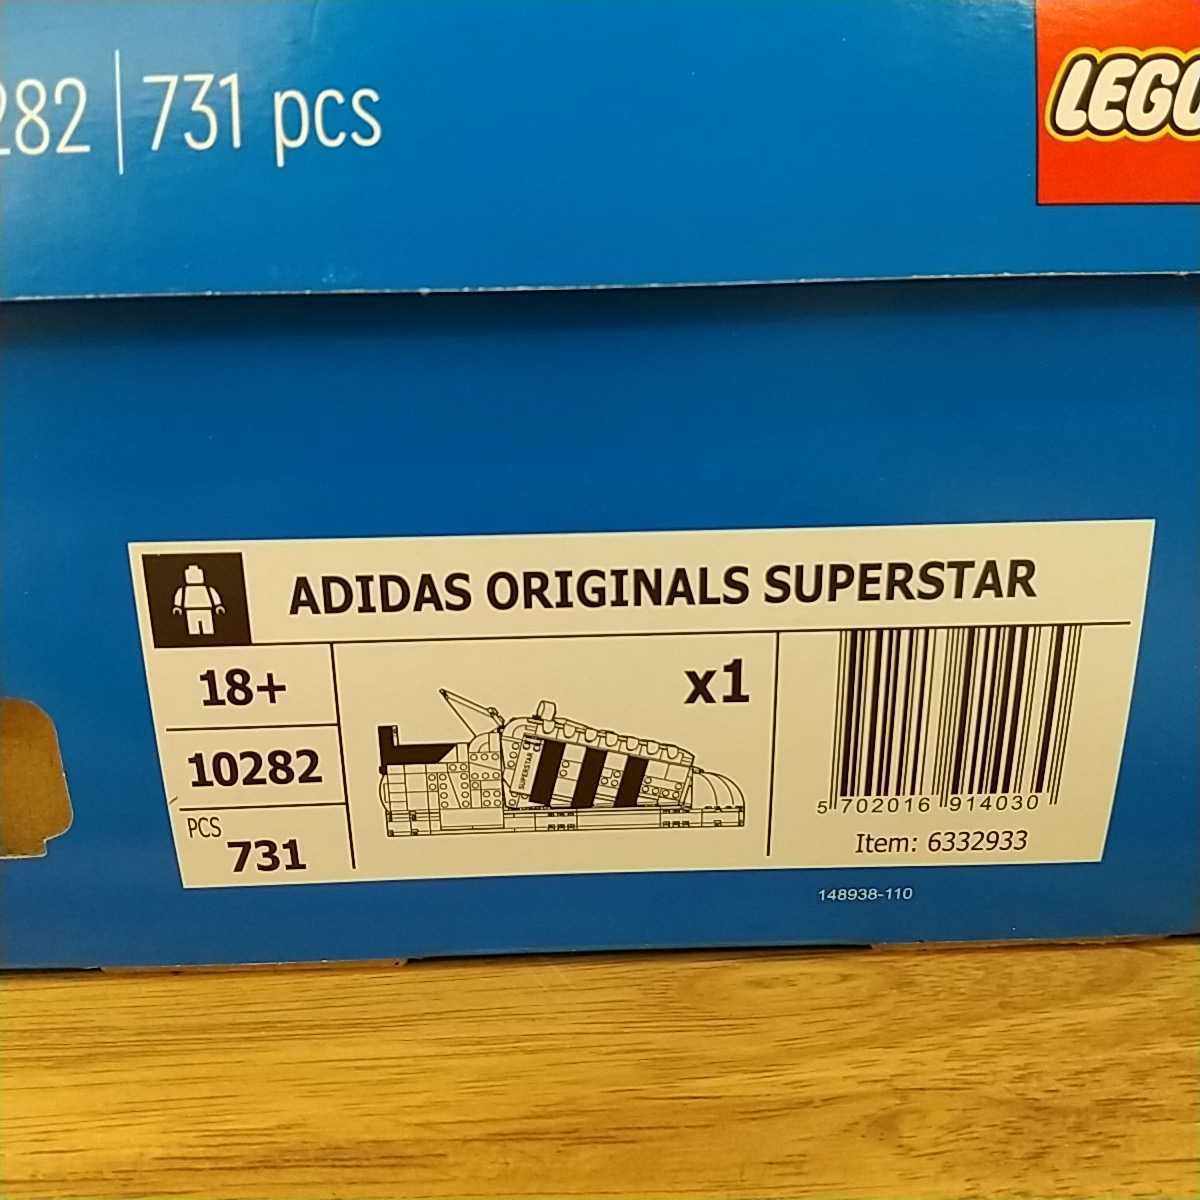 282 | 731 pcs
LEGO
ADIDAS ORIGINALS SUPERSTAR
18+
x1
10282
SUPERSTAR
PCS
731
5 702016 914030
Item: 6332933
148938-110